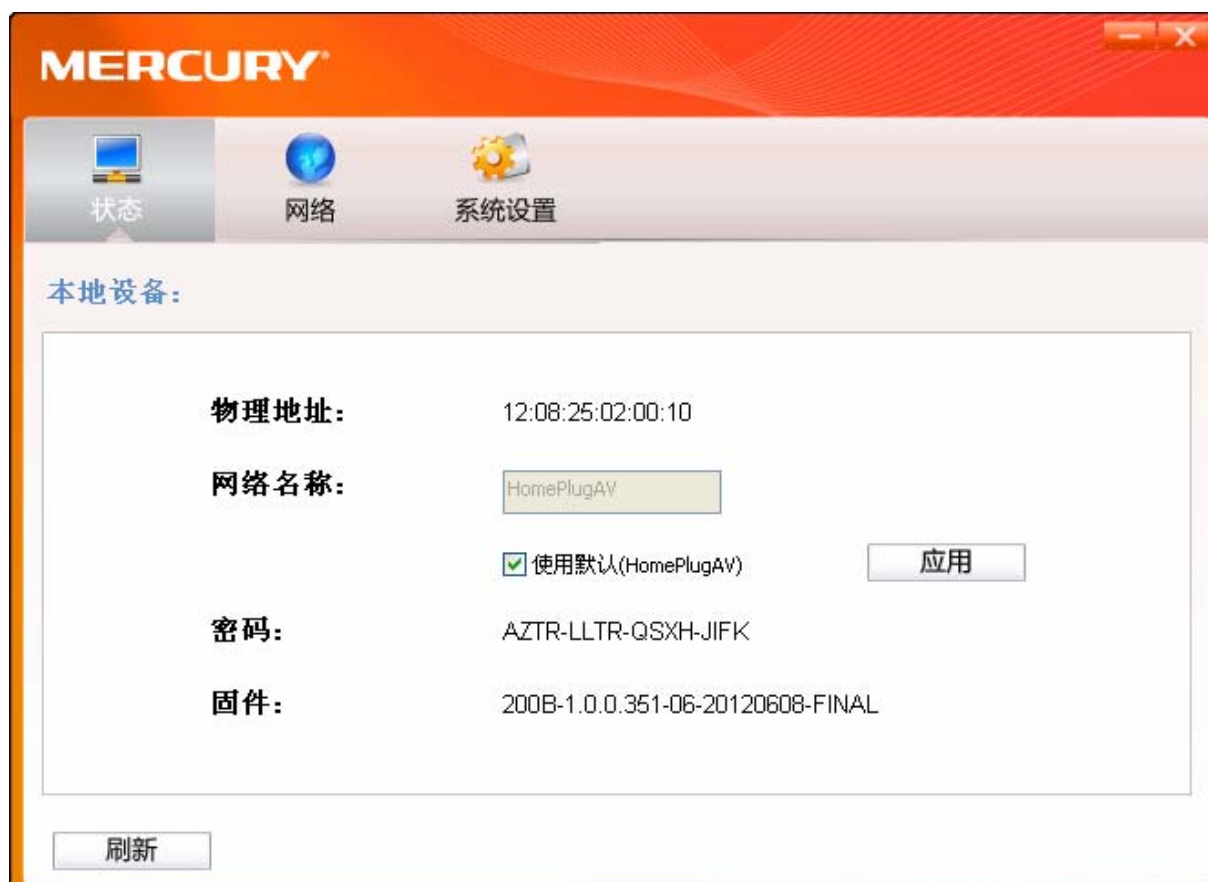 MERCURY®
状态
网络
系统设置
本地设备：
物理地址： 12:08:25:02:00:10
网络名称： HomePlugAV
使用默认(HomePlugAV) 应用
密码： AZTR-LLTR-QSXH-JIFK
固件： 200B-1.0.0.351-06-20120608-FINAL
刷新